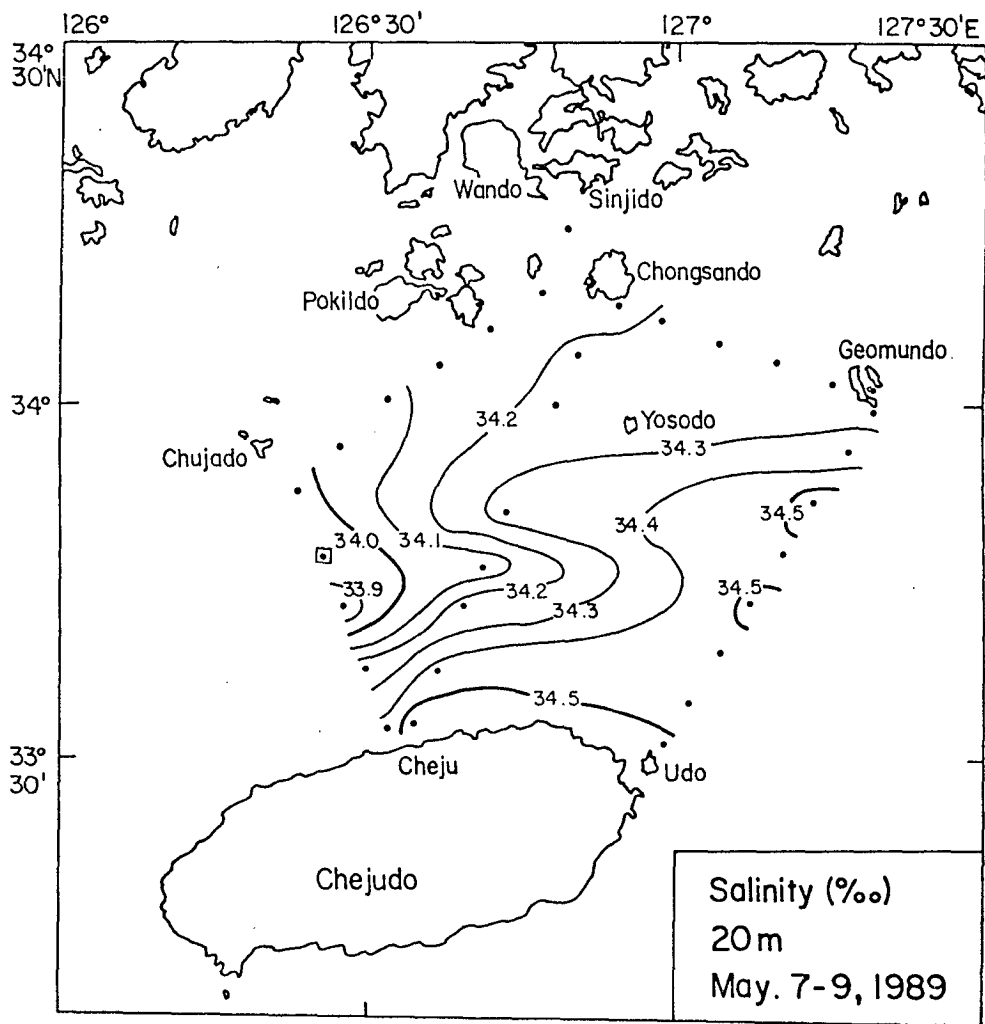 126°
126°30'
127°
127°30'E
34°
30'N
Wando
Sinjido
Chongsando
Pokildo
Geomundo
34°
34.2
Yosodo
34.3
Chujado
34.5
34.4
34.0
34.1
33.9
34.2
34.5
34.3
34.5
33°
30'
Cheju
Udo
Chejudo
Salinity (‰)
20m
May. 7-9, 1989